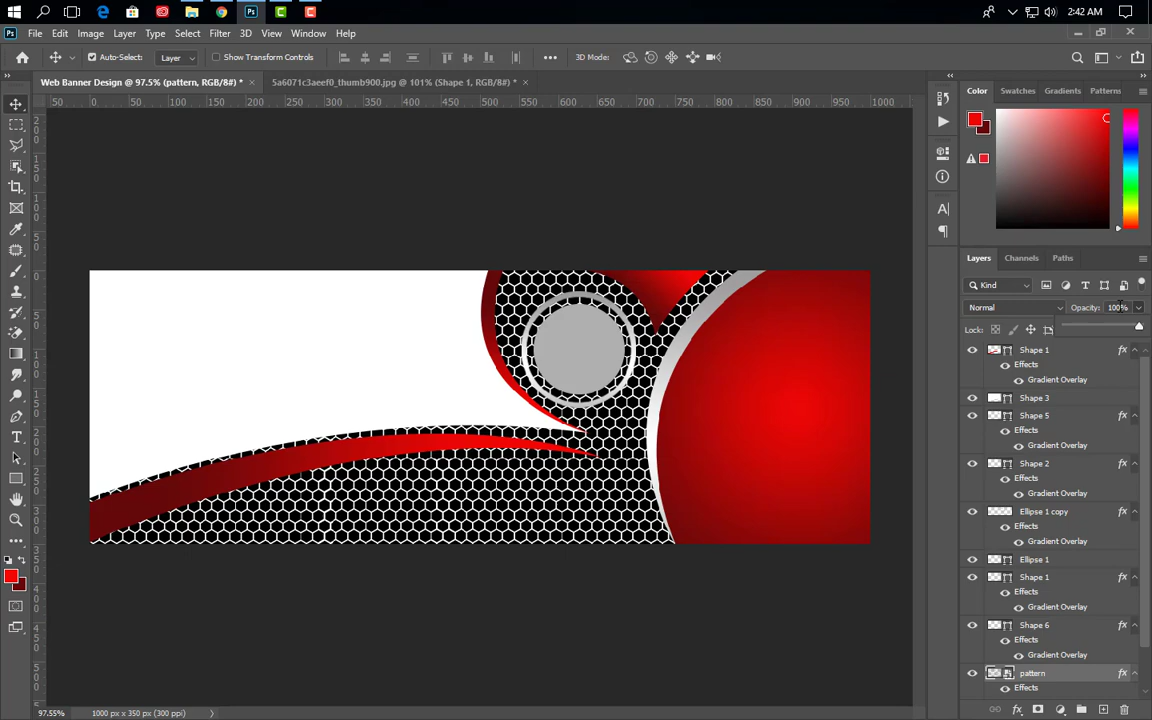 2:42 AM
File Edit Image Layer Type Select Filter 3D View Window Help
Auto-Select: Layer Show Transform Controls 3D Mode:
Web Banner Design @ 97.5% (pattern, RGB/8#) * × 5a6071c3aeef0_thumb900.jpg @ 101% (Shape 1, RGB/8#) * ×
50 0 50 100 150 200 250 300 350 400 450 500 550 600 650 700 750 800 850 900 950 1000
Color Swatches Gradients Patterns
Layers Channels Paths
Kind
Normal Opacity: 100%
Lock:
Shape 1
Effects
Gradient Overlay
Shape 3
Shape 5
Effects
Gradient Overlay
Shape 2
Effects
Gradient Overlay
Ellipse 1 copy
Effects
Gradient Overlay
Ellipse 1
Shape 1
Effects
Gradient Overlay
Shape 6
Effects
Gradient Overlay
pattern
Effects
97.55% 1000 px x 350 px (300 ppi)